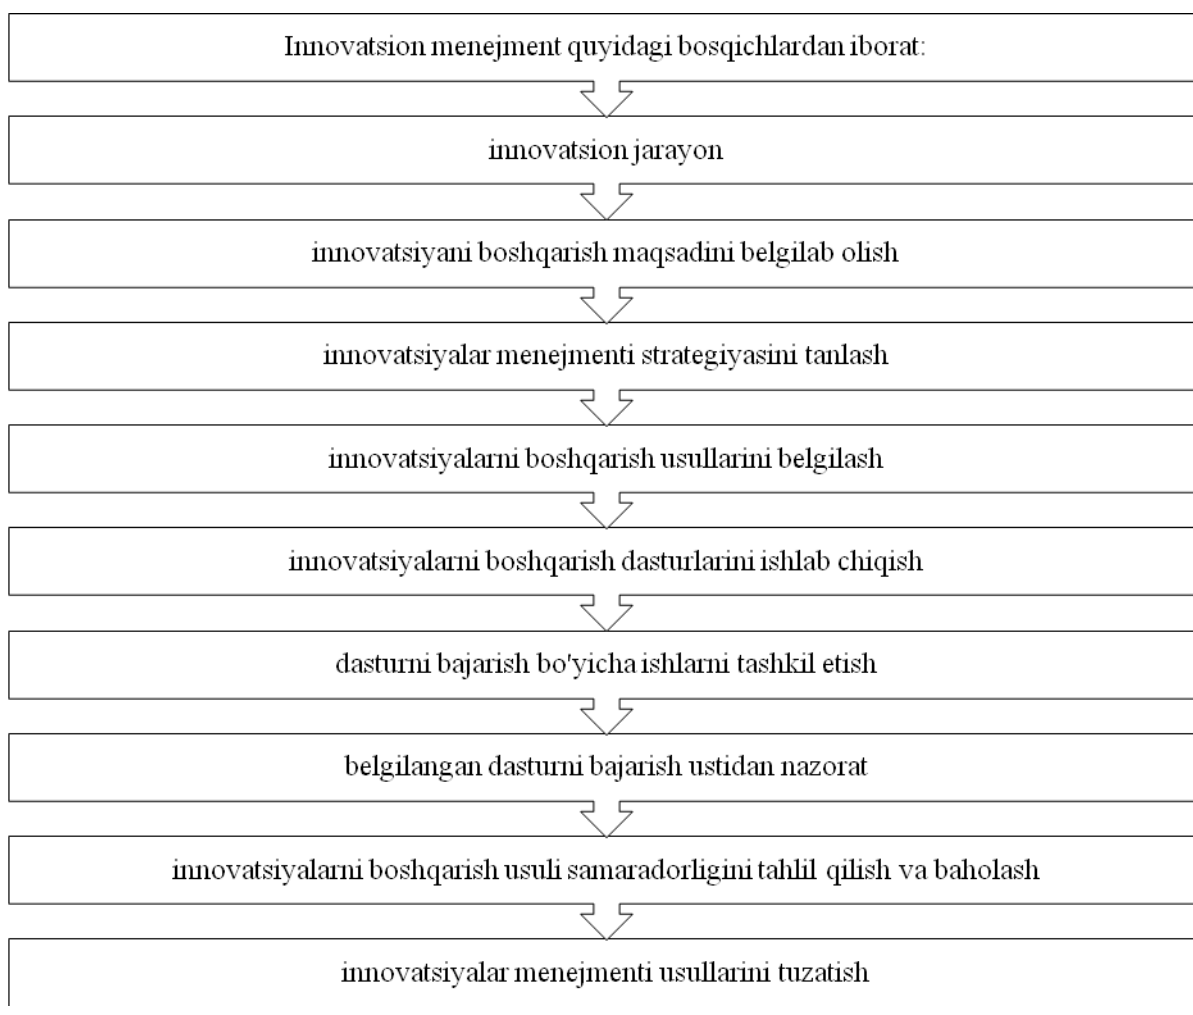 Innovatsion menejment quyidagi bosqichlardan iborat:
innovatsion jarayon
innovatsiyani boshqarish maqsadini belgilab olish
innovatsiyalar menejmenti strategiyasini tanlash
innovatsiyalarni boshqarish usullarini belgilash
innovatsiyalarni boshqarish dasturlarini ishlab chiqish
dasturni bajarish bo'yicha ishlarni tashkil etish
belgilangan dasturni bajarish ustidan nazorat
innovatsiyalarni boshqarish usuli samaradorligini tahlil qilish va baholash
innovatsiyalar menejmenti usullarini tuzatish